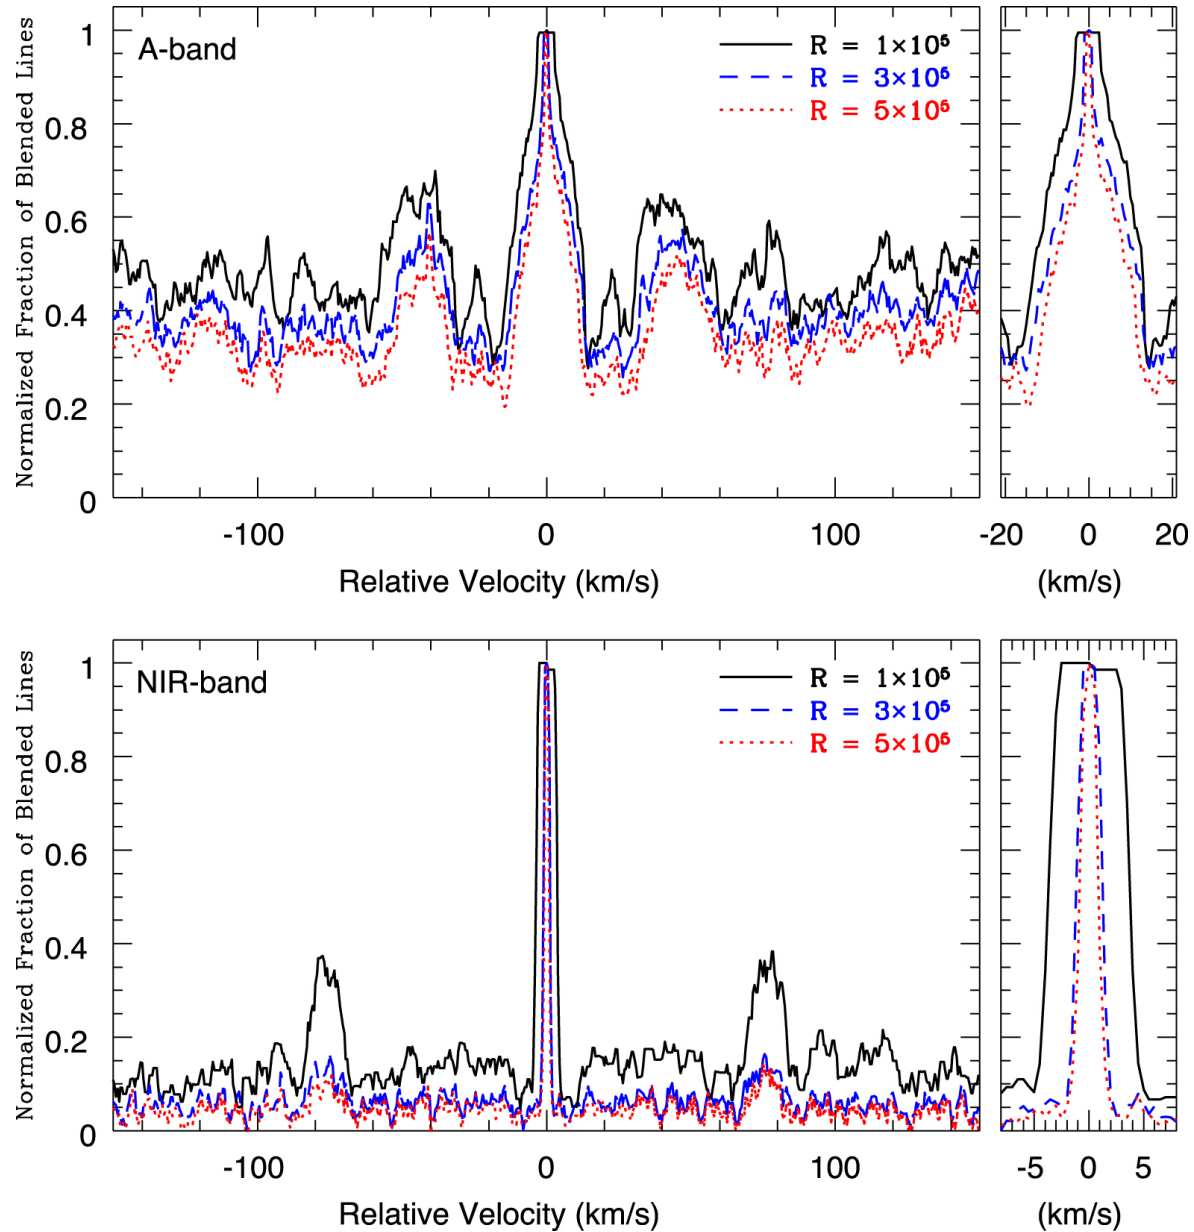 Normalized Fraction of Blended Lines
A-band
R = 1×10⁵
R = 3×10⁵
R = 5×10⁵
1
0.8
0.6
0.4
0.2
0
-100 0 100
Relative Velocity (km/s)
-20 0 20
(km/s)
Normalized Fraction of Blended Lines
NIR-band
R = 1×10⁵
R = 3×10⁵
R = 5×10⁵
1
0.8
0.6
0.4
0.2
0
-100 0 100
Relative Velocity (km/s)
-5 0 5
(km/s)